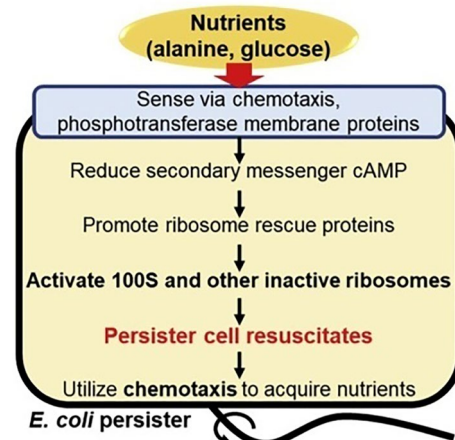 Nutrients
(alanine, glucose)
Sense via chemotaxis,
phosphotransferase membrane proteins
Reduce secondary messenger cAMP
Promote ribosome rescue proteins
Activate 100S and other inactive ribosomes
Persister cell resuscitates
Utilize chemotaxis to acquire nutrients
E. coli persister